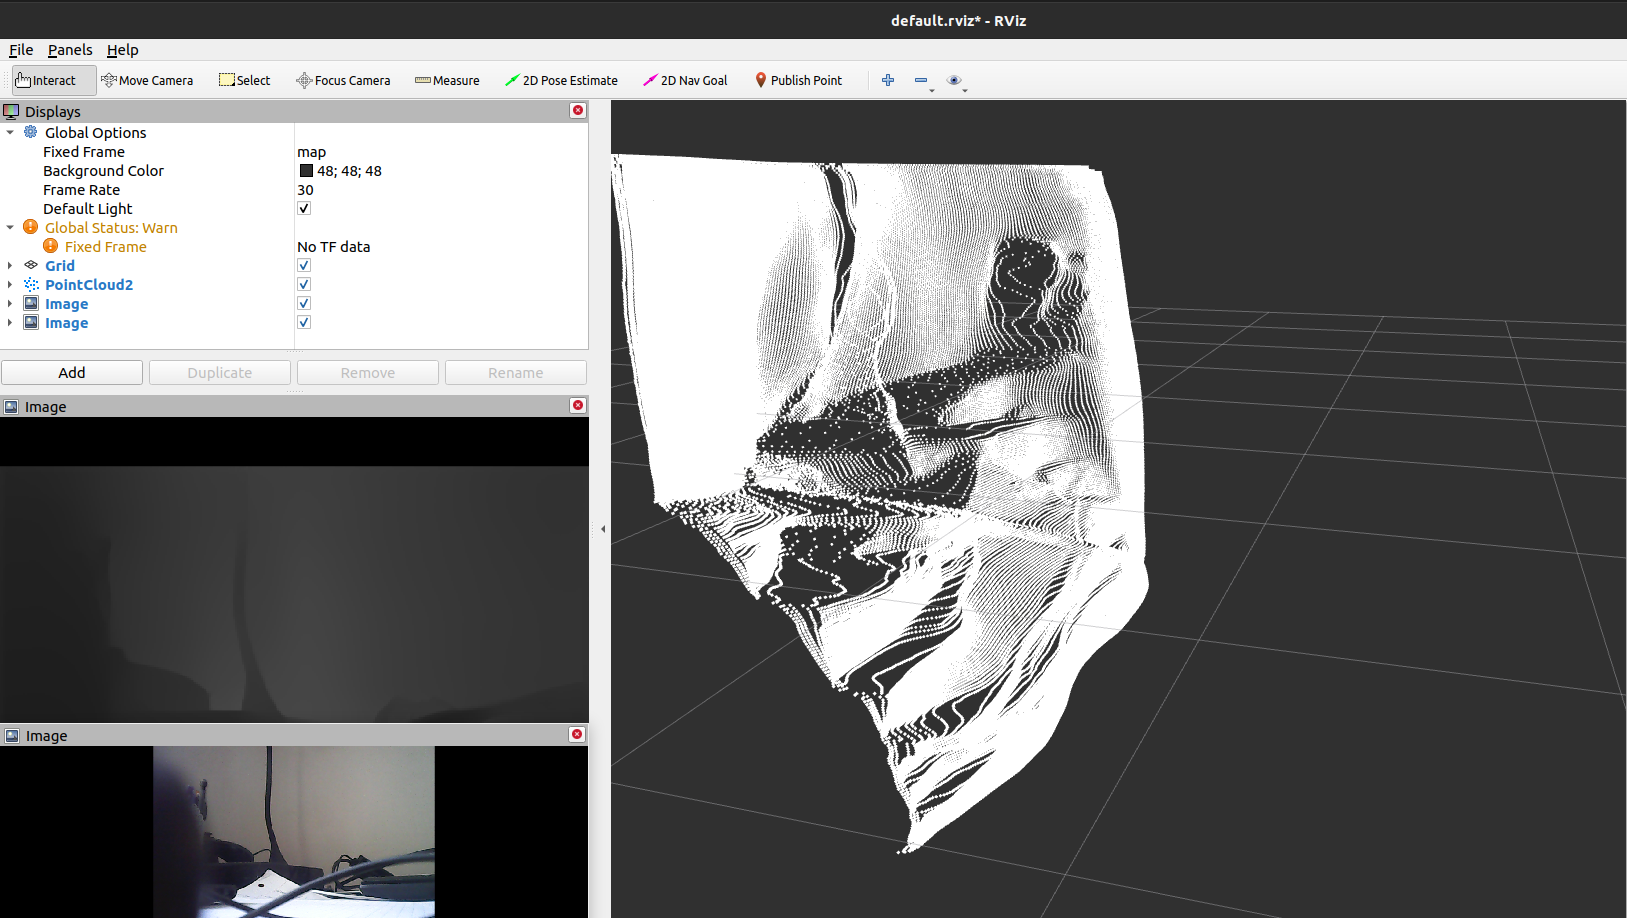 default.rviz* - RViz
File Panels Help
Interact Move Camera Select Focus Camera Measure 2D Pose Estimate 2D Nav Goal Publish Point
Displays
Global Options
Fixed Frame map
Background Color 48; 48; 48
Frame Rate 30
Default Light
Global Status: Warn
Fixed Frame No TF data
Grid
PointCloud2
Image
Image
Add Duplicate Remove Rename
Image
Image